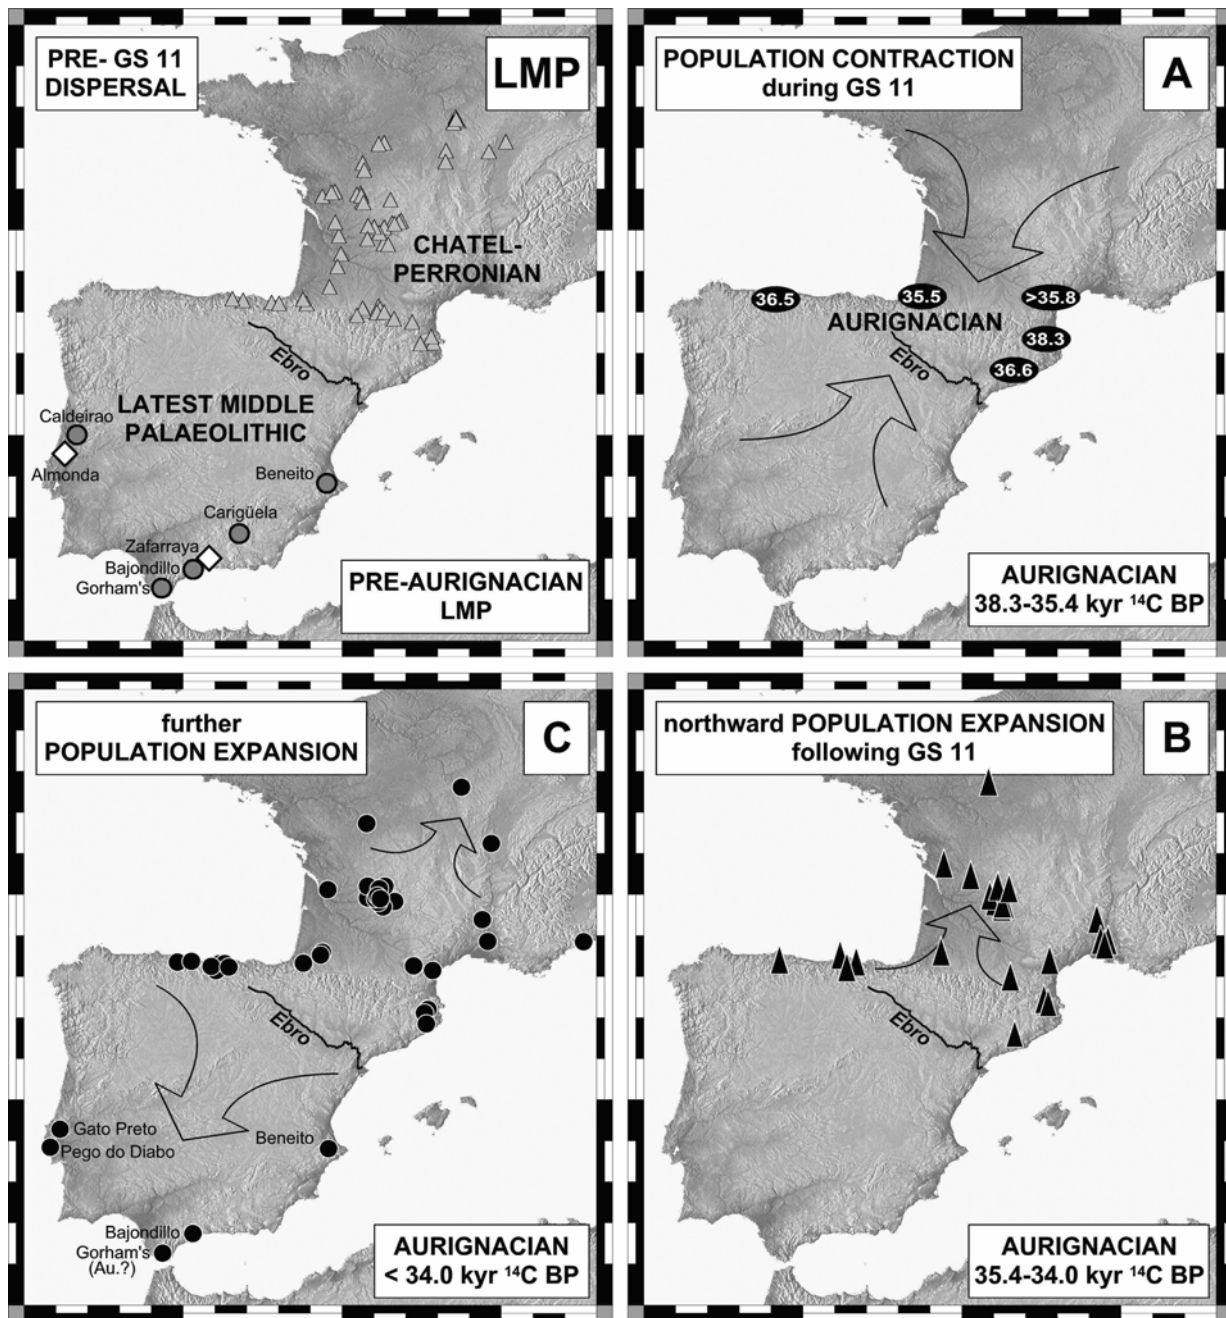 PRE- GS 11
DISPERSAL
LMP
CHATEL-
PERRONIAN
Ebro
LATEST MIDDLE
PALAEOLITHIC
Caldeirao
Almonda
Beneito
Carigüela
Zafarraya
Bajondillo
Gorham's
PRE-AURIGNACIAN
LMP
POPULATION CONTRACTION
during GS 11
A
36.5
35.5
>35.8
AURIGNACIAN
38.3
Ebro
36.6
AURIGNACIAN
38.3-35.4 kyr ¹⁴C BP
further
POPULATION EXPANSION
C
Ebro
Gato Preto
Pego do Diabo
Beneito
Bajondillo
Gorham's
(Au.?)
AURIGNACIAN
< 34.0 kyr ¹⁴C BP
northward POPULATION EXPANSION
following GS 11
B
Ebro
AURIGNACIAN
35.4-34.0 kyr ¹⁴C BP